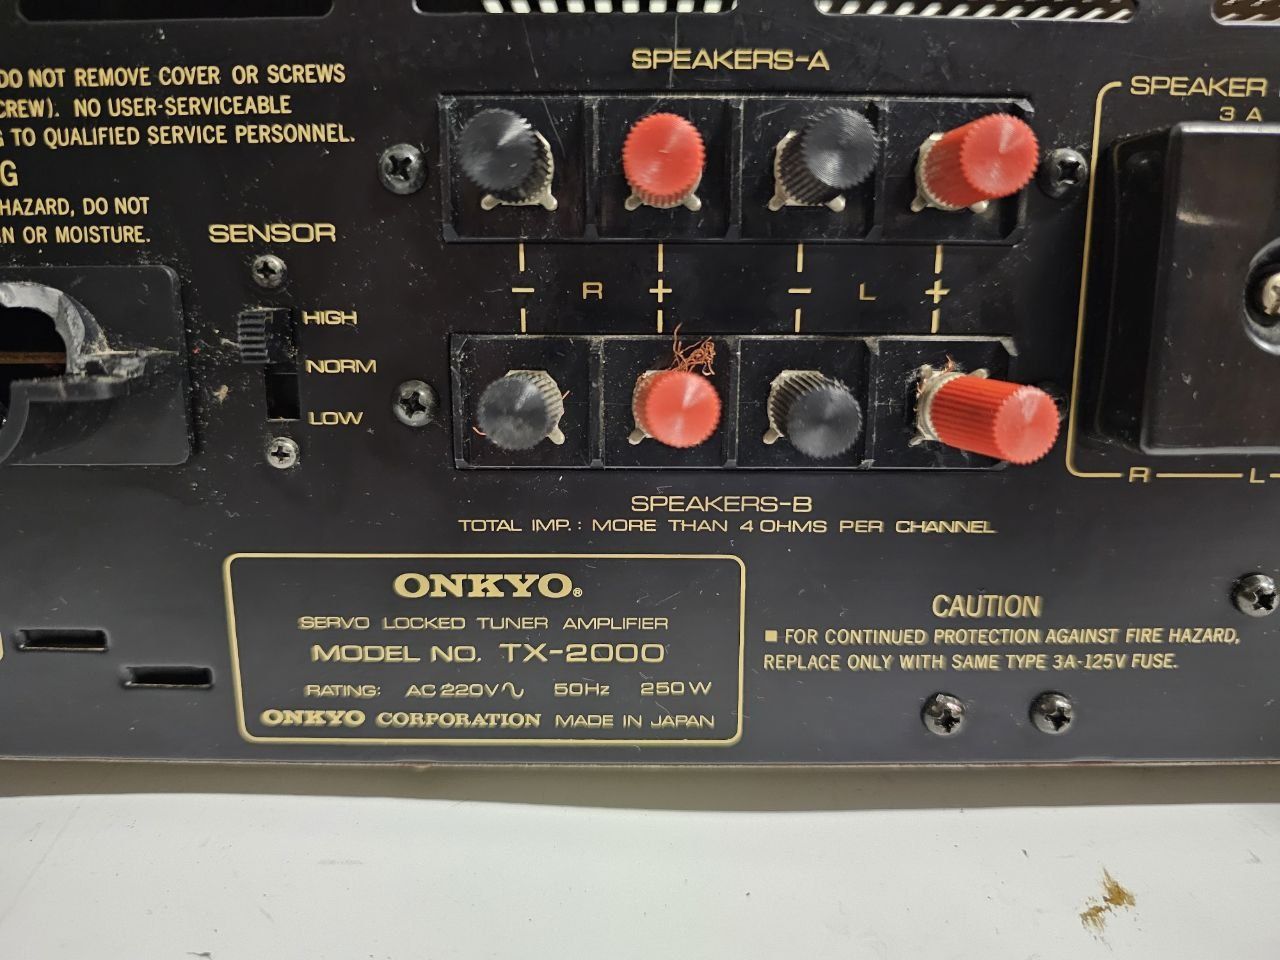 DO NOT REMOVE COVER OR SCREWS
CREW). NO USER-SERVICEABLE
TO QUALIFIED SERVICE PERSONNEL.
HAZARD, DO NOT
OR MOISTURE.
SENSOR
HIGH
NORM
LOW
SPEAKERS-A
- R + - L +
SPEAKERS-B
TOTAL IMP.: MORE THAN 4 OHMS PER CHANNEL
SPEAKER
3 A
R L
ONKYO®
SERVO LOCKED TUNER AMPLIFIER
MODEL NO. TX-2000
RATING: AC 220V∿ 50Hz 250 W
ONKYO CORPORATION MADE IN JAPAN
CAUTION
■ FOR CONTINUED PROTECTION AGAINST FIRE HAZARD,
REPLACE ONLY WITH SAME TYPE 3A-125V FUSE.